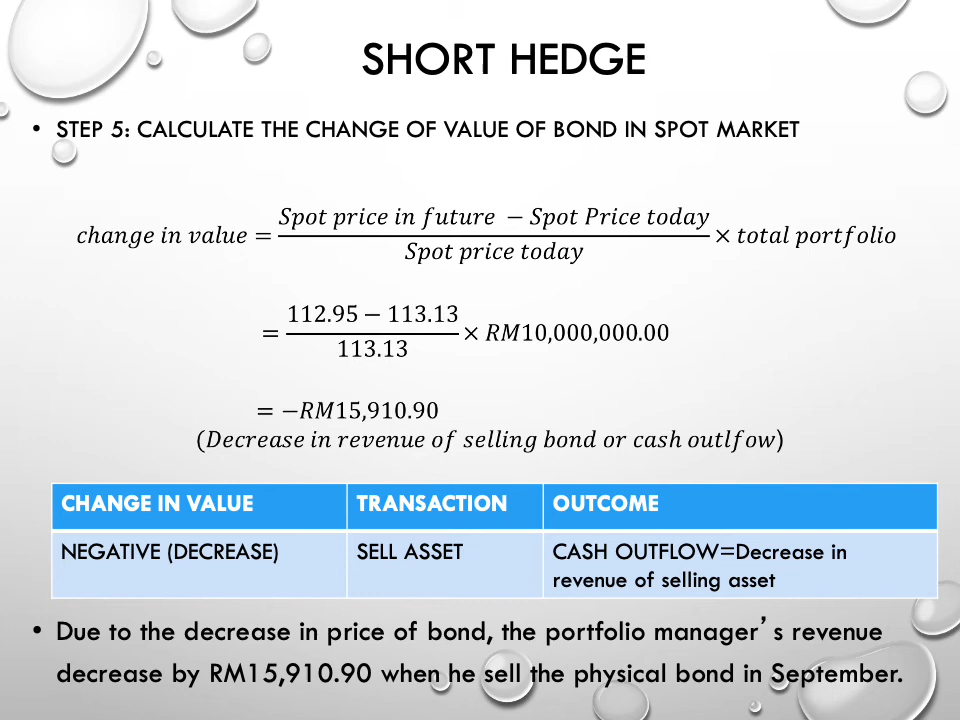 SHORT HEDGE
• STEP 5: CALCULATE THE CHANGE OF VALUE OF BOND IN SPOT MARKET
change in value = (Spot price in future − Spot Price today) / (Spot price today) × total portfolio
= (112.95 − 113.13) / 113.13 × RM10,000,000.00
= −RM15,910.90
(Decrease in revenue of selling bond or cash outlfow)
CHANGE IN VALUE TRANSACTION OUTCOME
NEGATIVE (DECREASE) SELL ASSET CASH OUTFLOW=Decrease in
revenue of selling asset
• Due to the decrease in price of bond, the portfolio manager’s revenue
decrease by RM15,910.90 when he sell the physical bond in September.